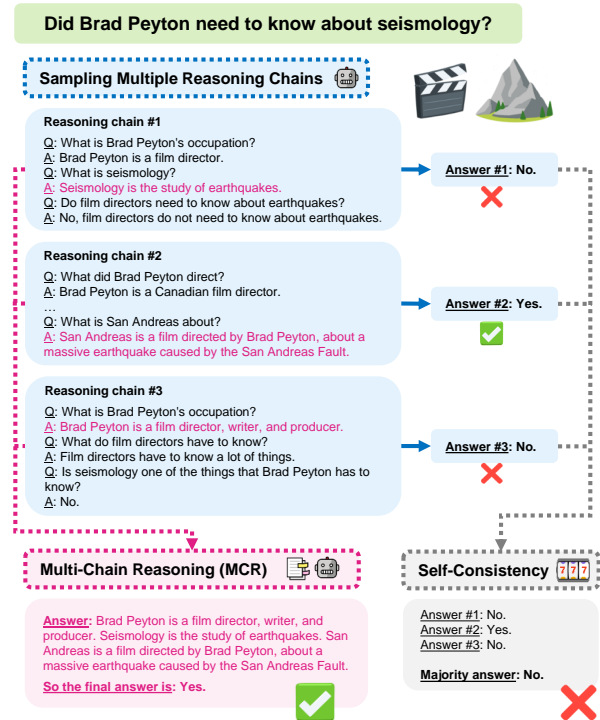 Did Brad Peyton need to know about seismology?
Sampling Multiple Reasoning Chains
Reasoning chain #1
Q: What is Brad Peyton's occupation?
A: Brad Peyton is a film director.
Q: What is seismology?
A: Seismology is the study of earthquakes.
Q: Do film directors need to know about earthquakes?
A: No, film directors do not need to know about earthquakes.
Answer #1: No.
Reasoning chain #2
Q: What did Brad Peyton direct?
A: Brad Peyton is a Canadian film director.
…
Q: What is San Andreas about?
A: San Andreas is a film directed by Brad Peyton, about a
massive earthquake caused by the San Andreas Fault.
Answer #2: Yes.
Reasoning chain #3
Q: What is Brad Peyton's occupation?
A: Brad Peyton is a film director, writer, and producer.
Q: What do film directors have to know?
A: Film directors have to know a lot of things.
Q: Is seismology one of the things that Brad Peyton has to
know?
A: No.
Answer #3: No.
Multi-Chain Reasoning (MCR)
Answer: Brad Peyton is a film director, writer, and
producer. Seismology is the study of earthquakes. San
Andreas is a film directed by Brad Peyton, about a
massive earthquake caused by the San Andreas Fault.
So the final answer is: Yes.
Self-Consistency
777
Answer #1: No.
Answer #2: Yes.
Answer #3: No.
Majority answer: No.